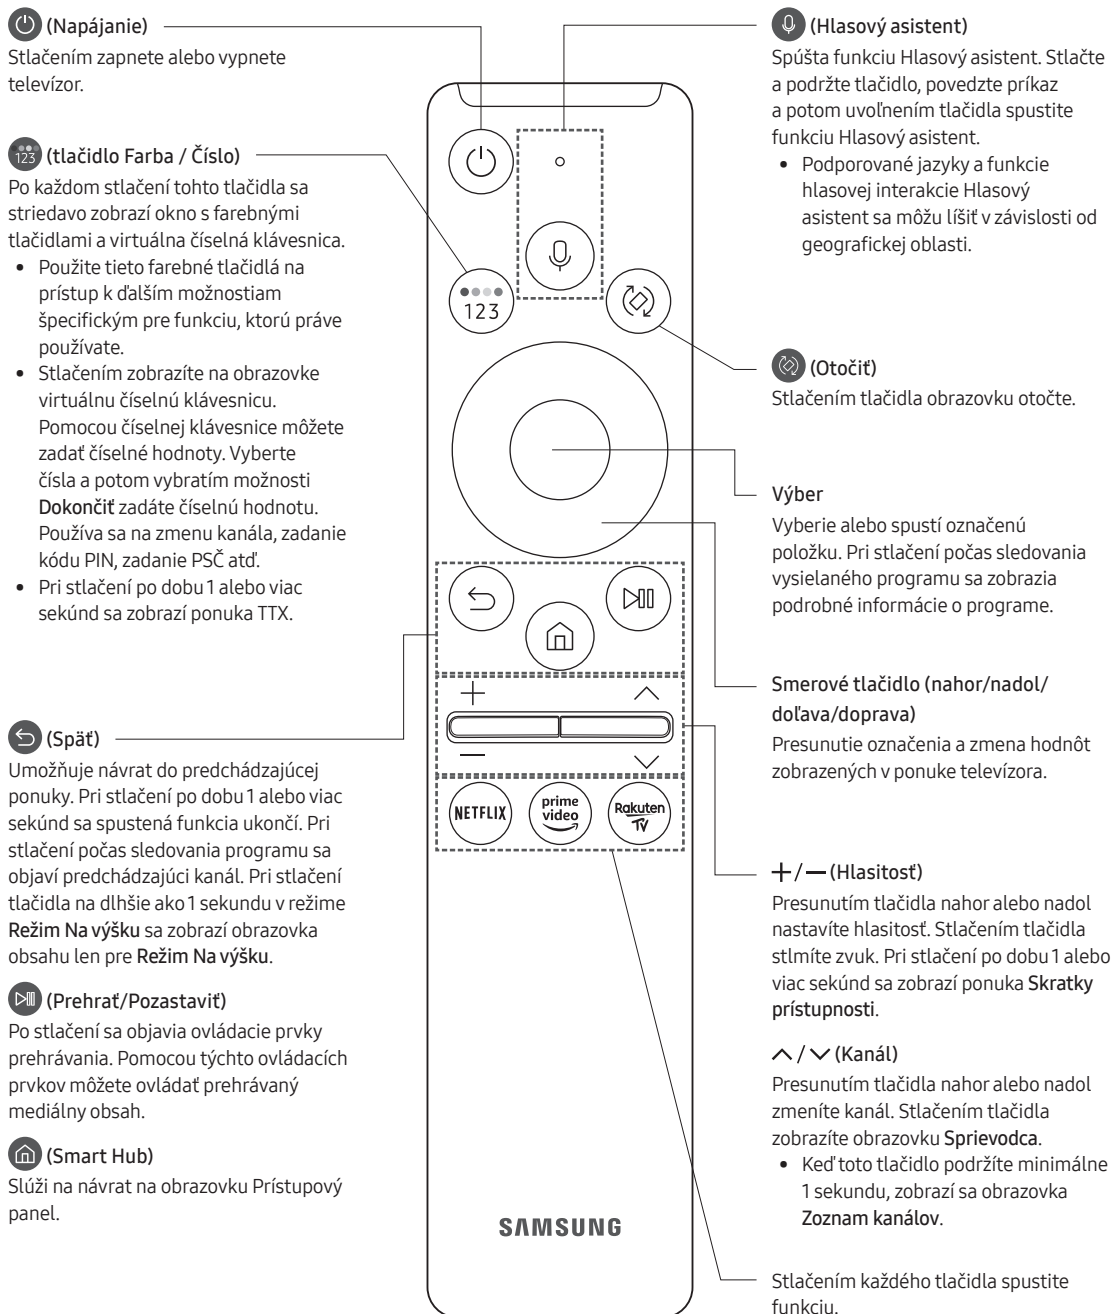 (Napájanie)
Stlačením zapnete alebo vypnete
televízor.
123 (tlačidlo Farba / Číslo)
Po každom stlačení tohto tlačidla sa
striedavo zobrazí okno s farebnými
tlačidlami a virtuálna číselná klávesnica.
• Použite tieto farebné tlačidlá na
prístup k ďalším možnostiam
špecifickým pre funkciu, ktorú práve
používate.
• Stlačením zobrazíte na obrazovke
virtuálnu číselnú klávesnicu.
Pomocou číselnej klávesnice môžete
zadať číselné hodnoty. Vyberte
čísla a potom vybratím možnosti
Dokončiť zadáte číselnú hodnotu.
Používa sa na zmenu kanála, zadanie
kódu PIN, zadanie PSČ atď.
• Pri stlačení po dobu 1 alebo viac
sekúnd sa zobrazí ponuka TTX.
(Späť)
Umožňuje návrat do predchádzajúcej
ponuky. Pri stlačení po dobu 1 alebo viac
sekúnd sa spustená funkcia ukončí. Pri
stlačení počas sledovania programu sa
objaví predchádzajúci kanál. Pri stlačení
tlačidla na dlhšie ako 1 sekundu v režime
Režim Na výšku sa zobrazí obrazovka
obsahu len pre Režim Na výšku.
(Prehrať/Pozastaviť)
Po stlačení sa objavia ovládacie prvky
prehrávania. Pomocou týchto ovládacích
prvkov môžete ovládať prehrávaný
mediálny obsah.
(Smart Hub)
Slúži na návrat na obrazovku Prístupový
panel.
123
NETFLIX
prime
video
Rakuten
TV
SAMSUNG
(Hlasový asistent)
Spúšta funkciu Hlasový asistent. Stlačte
a podržte tlačidlo, povedzte príkaz
a potom uvoľnením tlačidla spustite
funkciu Hlasový asistent.
• Podporované jazyky a funkcie
hlasovej interakcie Hlasový
asistent sa môžu líšiť v závislosti od
geografickej oblasti.
(Otočiť)
Stlačením tlačidla obrazovku otočte.
Výber
Vyberie alebo spustí označenú
položku. Pri stlačení počas sledovania
vysielaného programu sa zobrazia
podrobné informácie o programe.
Smerové tlačidlo (nahor/nadol/
doľava/doprava)
Presunutie označenia a zmena hodnôt
zobrazených v ponuke televízora.
+/— (Hlasitosť)
Presunutím tlačidla nahor alebo nadol
nastavíte hlasitosť. Stlačením tlačidla
stlmíte zvuk. Pri stlačení po dobu 1 alebo
viac sekúnd sa zobrazí ponuka Skratky
prístupnosti.
/ (Kanál)
Presunutím tlačidla nahor alebo nadol
zmeníte kanál. Stlačením tlačidla
zobrazíte obrazovku Sprievodca.
• Keď toto tlačidlo podržíte minimálne
1 sekundu, zobrazí sa obrazovka
Zoznam kanálov.
Stlačením každého tlačidla spustite
funkciu.